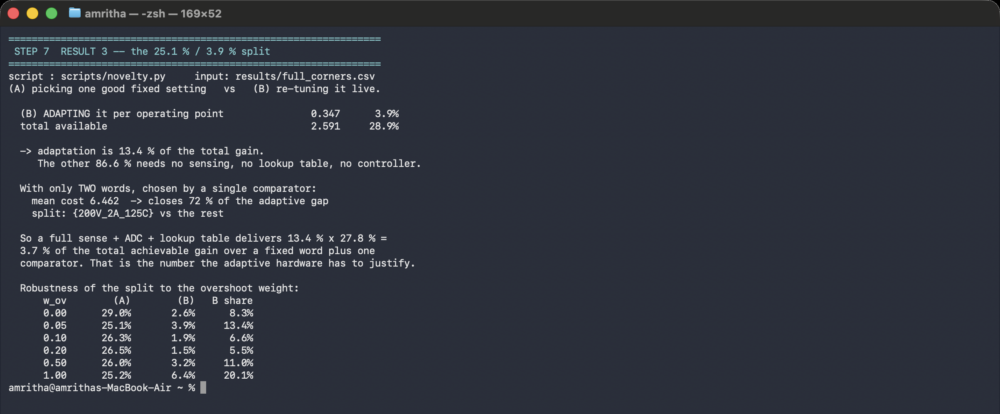 amritha — -zsh — 169×52
================================================================
STEP 7  RESULT 3 -- the 25.1 % / 3.9 % split
================================================================
script : scripts/novelty.py     input: results/full_corners.csv
(A) picking one good fixed setting   vs   (B) re-tuning it live.
(B) ADAPTING it per operating point               0.347      3.9%
total available                                   2.591     28.9%
-> adaptation is 13.4 % of the total gain.
The other 86.6 % needs no sensing, no lookup table, no controller.
With only TWO words, chosen by a single comparator:
mean cost 6.462  -> closes 72 % of the adaptive gap
split: {200V_2A_125C} vs the rest
So a full sense + ADC + lookup table delivers 13.4 % x 27.8 % =
3.7 % of the total achievable gain over a fixed word plus one
comparator. That is the number the adaptive hardware has to justify.
Robustness of the split to the overshoot weight:
w_ov        (A)        (B)   B share
0.00      29.0%       2.6%      8.3%
0.05      25.1%       3.9%     13.4%
0.10      26.3%       1.9%      6.6%
0.20      26.5%       1.5%      5.5%
0.50      26.0%       3.2%     11.0%
1.00      25.2%       6.4%     20.1%
amritha@amrithas-MacBook-Air ~ %